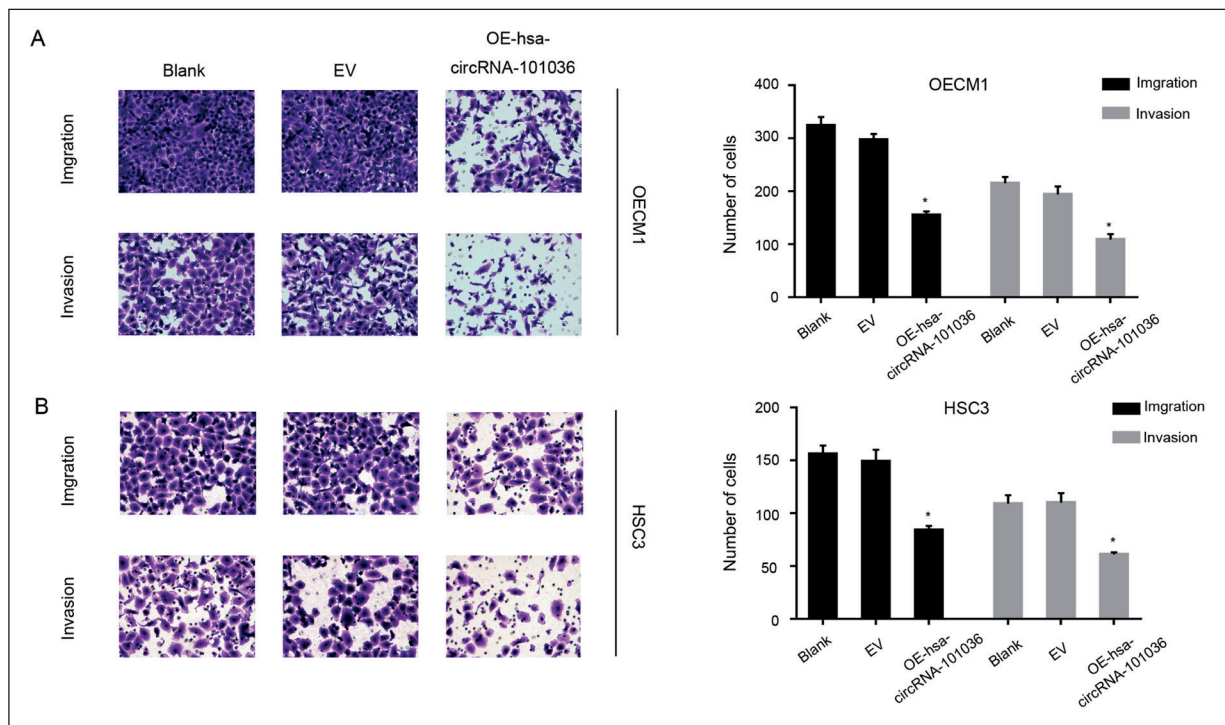 A
Blank
EV
OE-hsa-
circRNA-101036
Imgration
Invasion
OECM1
OECM1
Imgration
Invasion
Number of cells
400
300
200
100
0
Blank
EV
OE-hsa-
circRNA-101036
Blank
EV
OE-hsa-
circRNA-101036
*
*
B
Imgration
Invasion
HSC3
HSC3
Imgration
Invasion
Number of cells
200
150
100
50
0
Blank
EV
OE-hsa-
circRNA-101036
Blank
EV
OE-hsa-
circRNA-101036
*
*